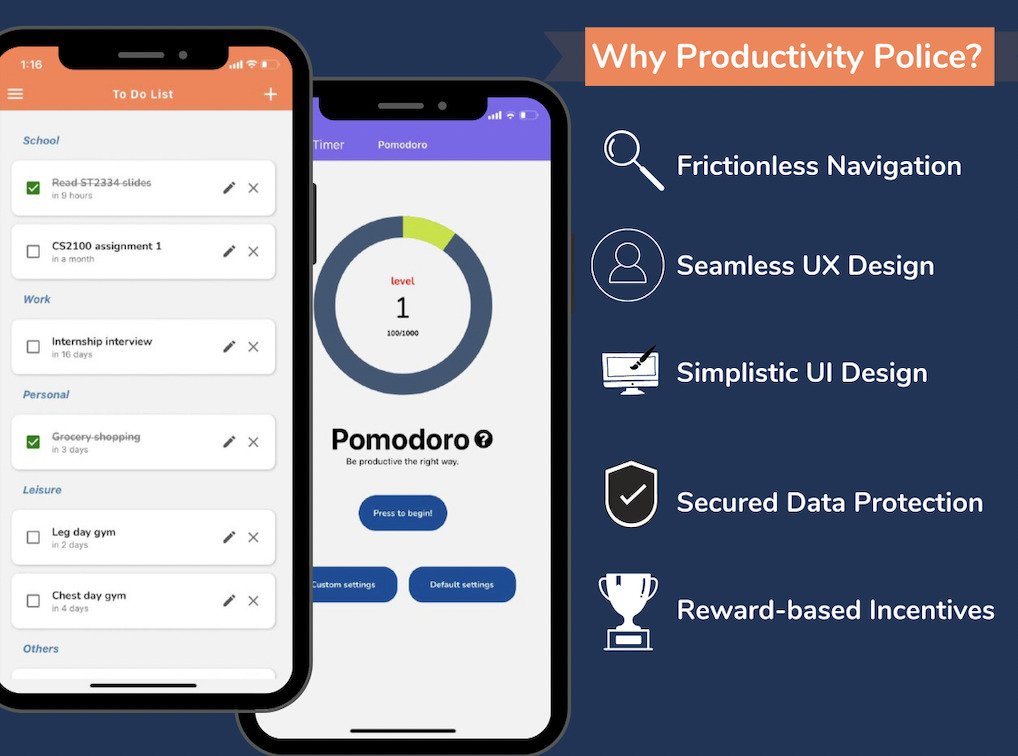 1:16
To Do List
School
Read ST2334 slides
in 9 hours
CS2100 assignment 1
in a month
Work
Internship interview
in 16 days
Personal
Grocery shopping
in 3 days
Leisure
Leg day gym
in 2 days
Chest day gym
in 4 days
Others
Timer Pomodoro
level
1
100/1000
Pomodoro
Be productive the right way.
Press to begin!
Custom settings Default settings
Why Productivity Police?
Frictionless Navigation
Seamless UX Design
Simplistic UI Design
Secured Data Protection
Reward-based Incentives